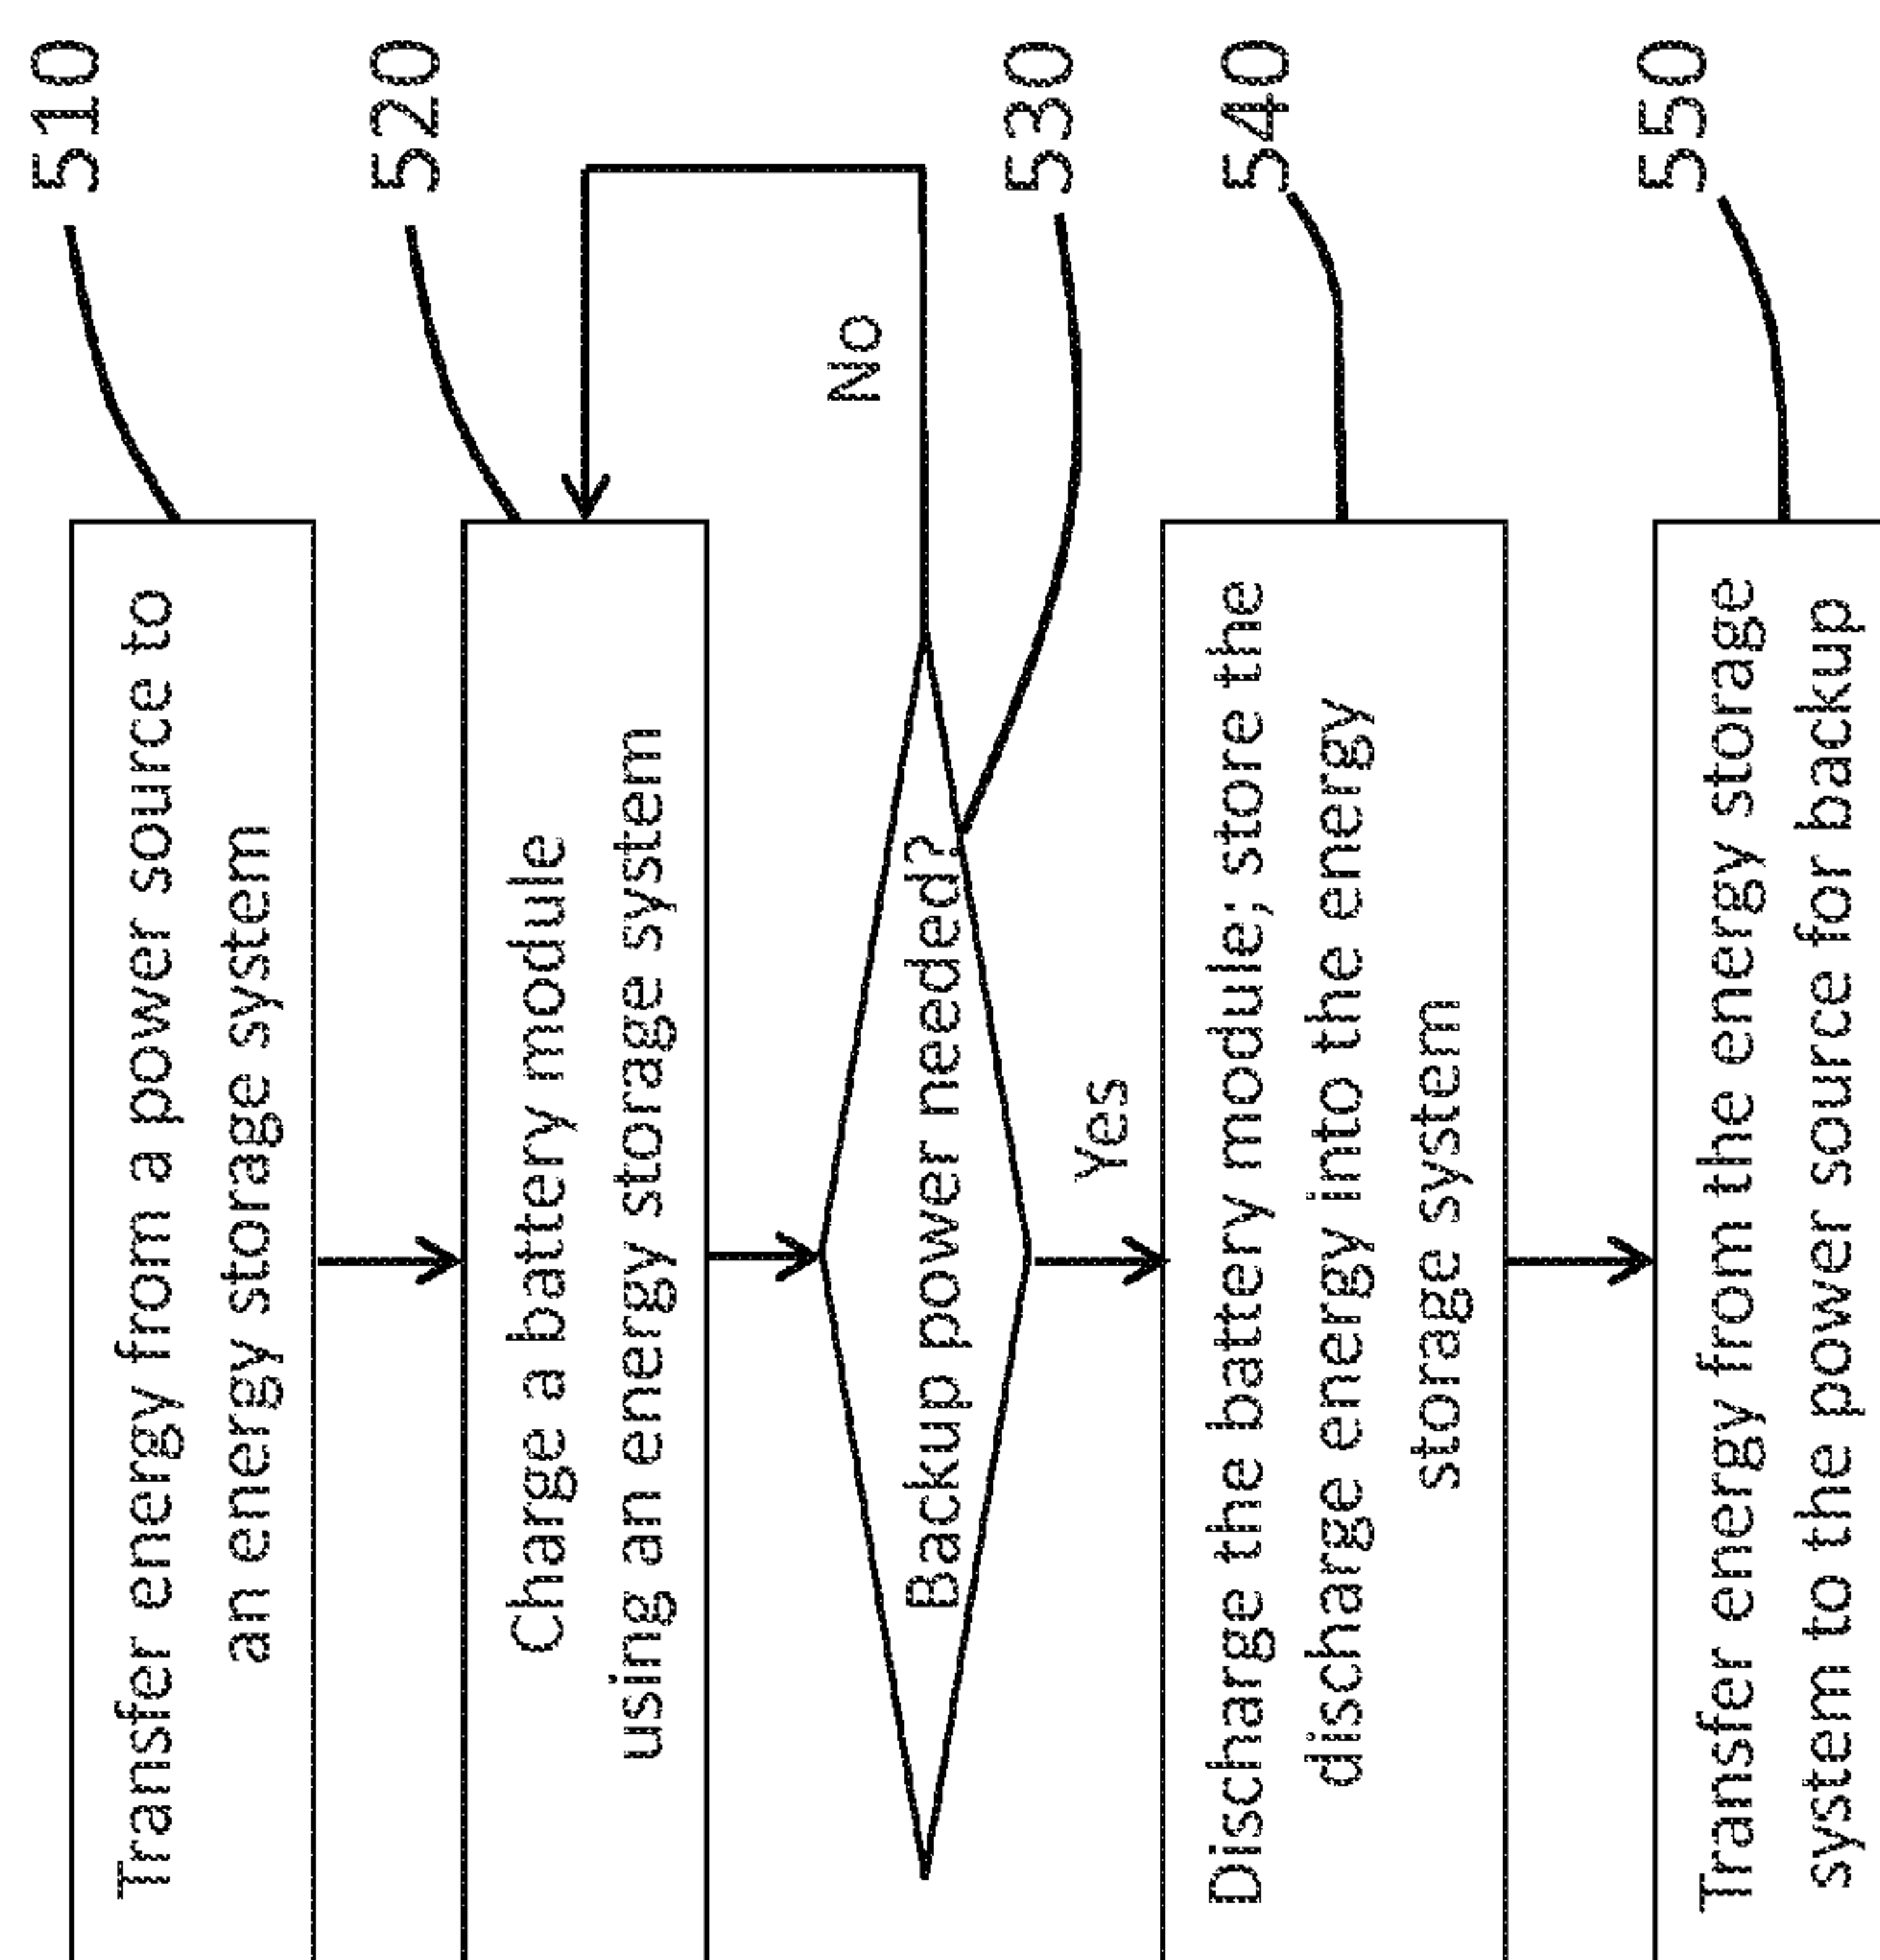 510
Transfer energy from a power source to
an energy storage system
520
Charge a battery module
using an energy storage system
No
Backup power needed?
530
Yes
540
Discharge the battery module; store the
discharge energy into the energy
storage system
550
Transfer energy from the energy storage
system to the power source for backup